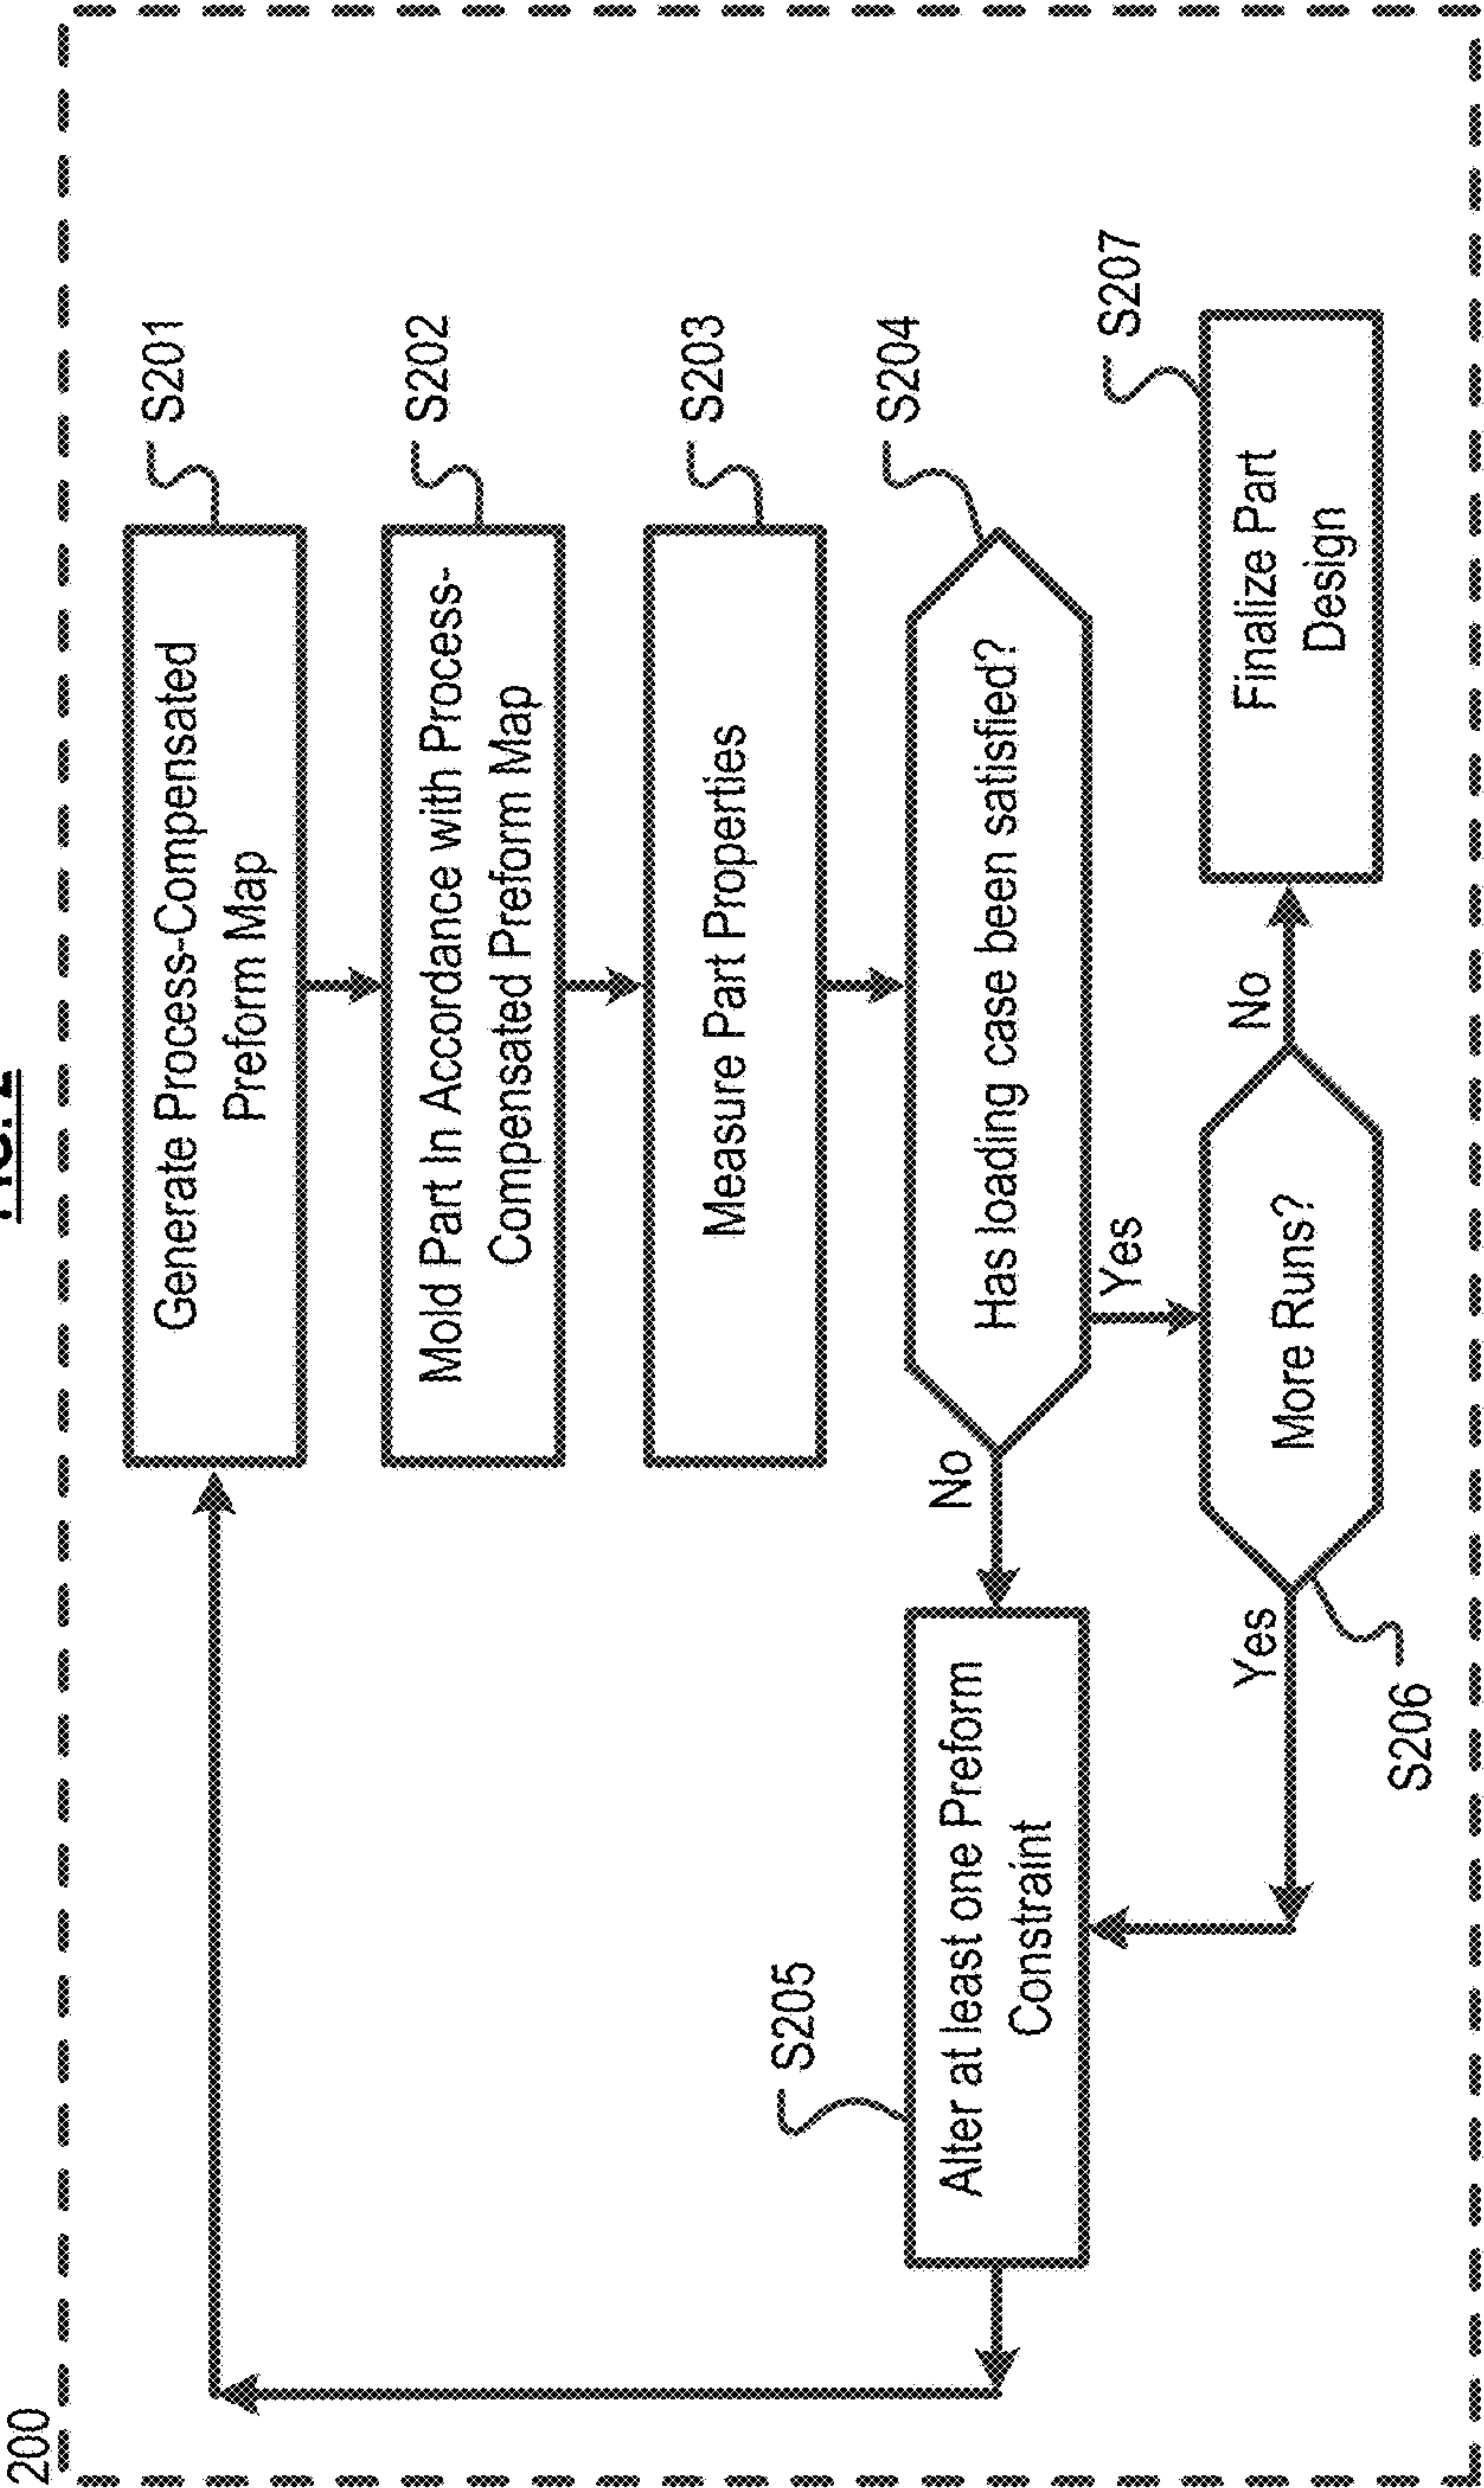 200
Generate Process-Compensated
Preform Map
S201
Mold Part In Accordance with Process-
Compensated Preform Map
S202
Measure Part Properties
S203
Has loading case been satisfied?
S204
No
Yes
S205
Alter at least one Preform
Constraint
More Runs?
Yes
No
S206
Finalize Part
Design
S207